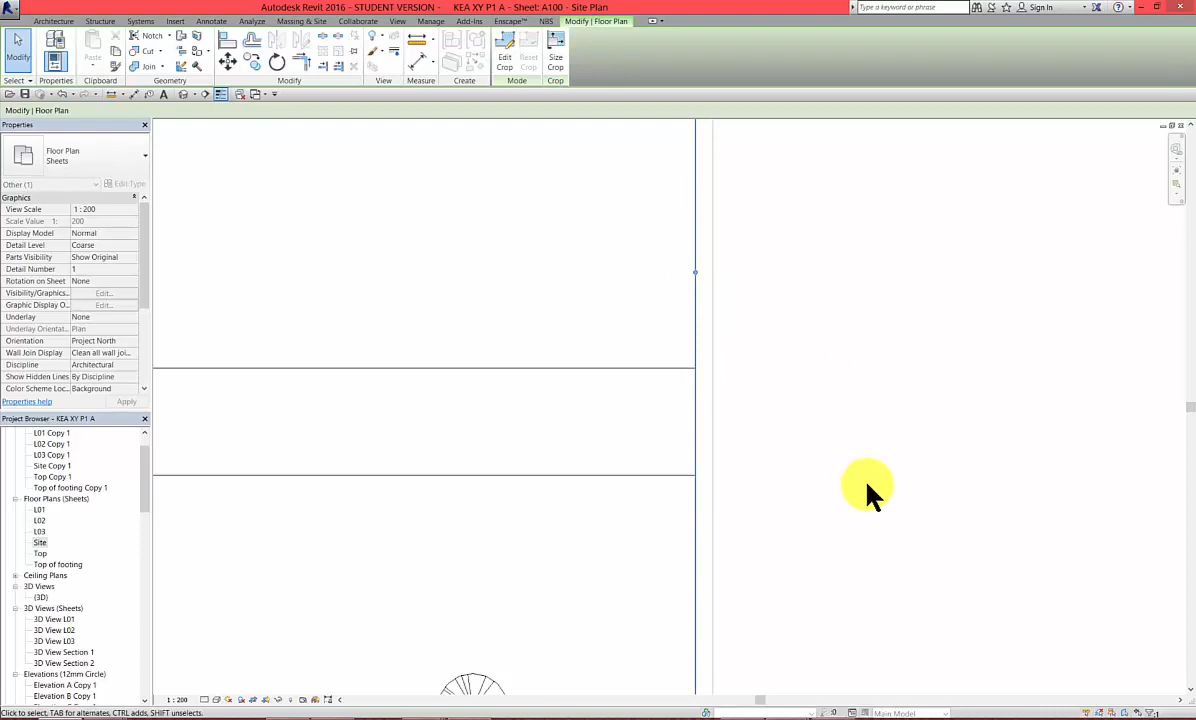 Autodesk Revit 2016 - STUDENT VERSION - KEA XY P1 A - Sheet: A100 - Site Plan
Type a keyword or phrase
Sign In
Architecture Structure Systems Insert Annotate Analyze Massing & Site Collaborate View Manage Add-Ins Enscape™ NBS Modify | Floor Plan
Modify
Paste
Notch
Cut
Join
Edit Crop
Reset Crop
Size Crop
Select Properties Clipboard Geometry Modify View Measure Create Mode Crop
Modify | Floor Plan
Properties
Floor Plan
Sheets
Other (1) Edit Type
Graphics
View Scale 1 : 200
Scale Value 1: 200
Display Model Normal
Detail Level Coarse
Parts Visibility Show Original
Detail Number 1
Rotation on Sheet None
Visibility/Graphics... Edit...
Graphic Display O... Edit...
Underlay None
Underlay Orientat... Plan
Orientation Project North
Wall Join Display Clean all wall joi...
Discipline Architectural
Show Hidden Lines By Discipline
Color Scheme Loc... Background
Properties help Apply
Project Browser - KEA XY P1 A
L01 Copy 1
L02 Copy 1
L03 Copy 1
Site Copy 1
Top Copy 1
Top of footing Copy 1
Floor Plans (Sheets)
L01
L02
L03
Site
Top
Top of footing
Ceiling Plans
3D Views
(3D)
3D Views (Sheets)
3D View L01
3D View L02
3D View L03
3D View Section 1
3D View Section 2
Elevations (12mm Circle)
Elevation A Copy 1
Elevation B Copy 1
1 : 200
Click to select, TAB for alternates, CTRL adds, SHIFT unselects.
:0
Main Model
:1